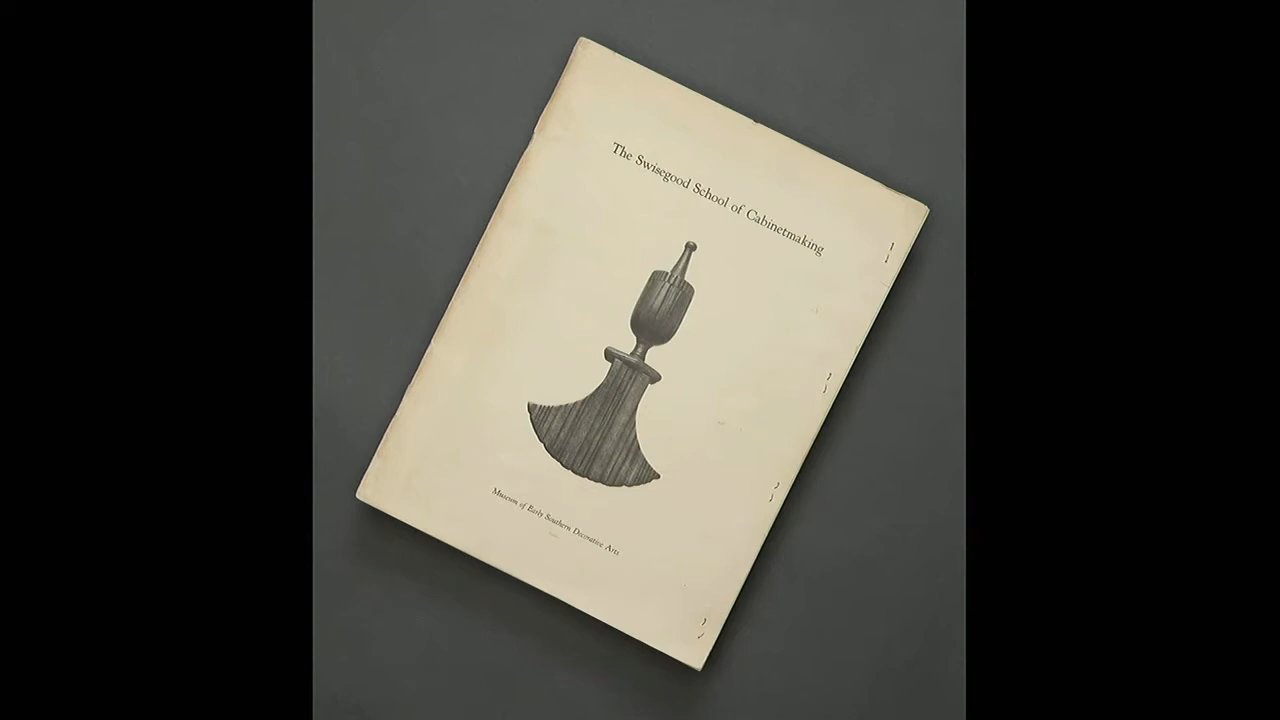 The Swisegood School of Cabinetmaking
Museum of Early Southern Decorative Arts